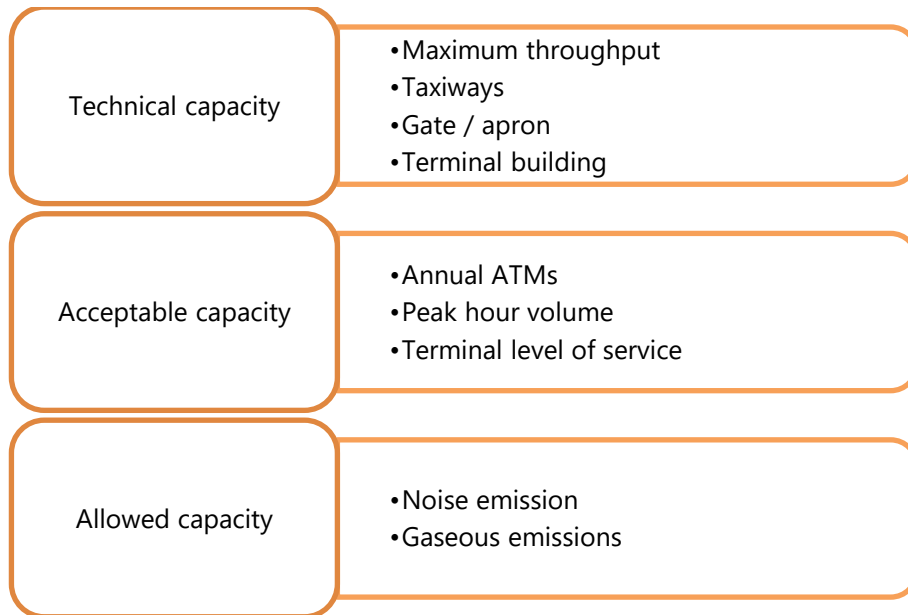 Technical capacity
•Maximum throughput
•Taxiways
•Gate / apron
•Terminal building
Acceptable capacity
•Annual ATMs
•Peak hour volume
•Terminal level of service
Allowed capacity
•Noise emission
•Gaseous emissions